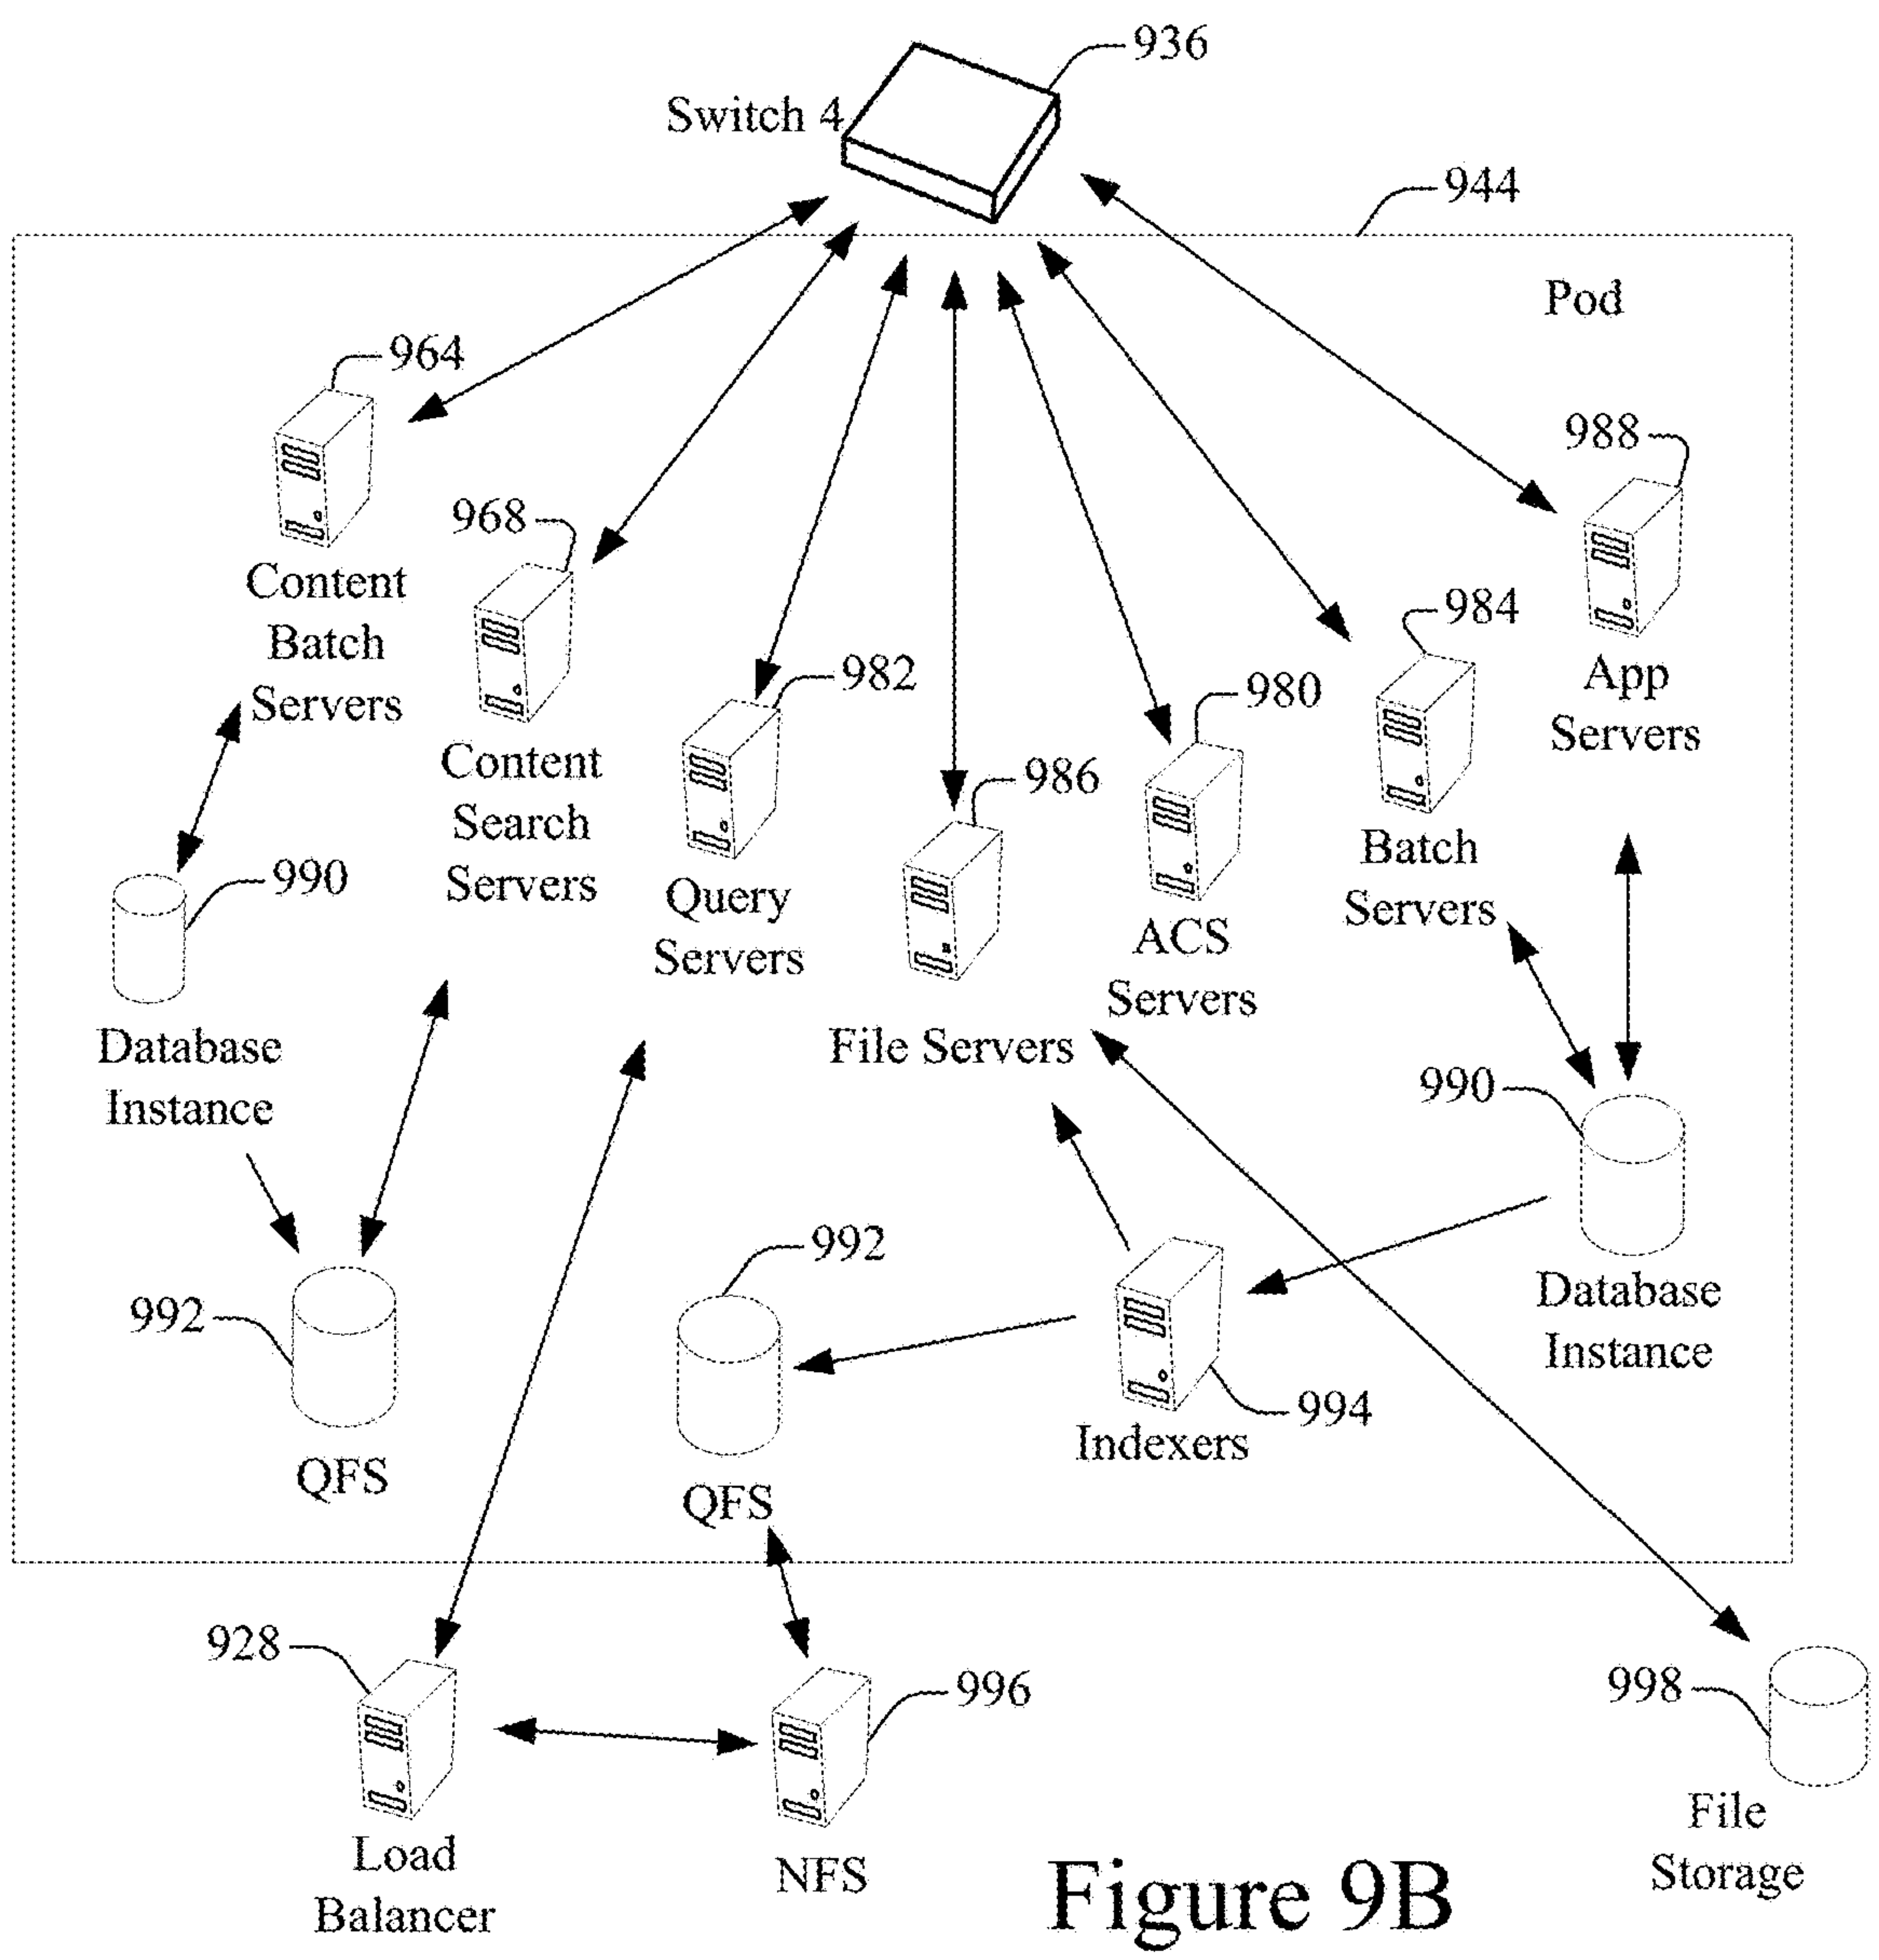 936
Switch 4
944
Pod
964
Content
Batch
Servers
968
Content
Search
Servers
982
Query
Servers
986
File Servers
980
ACS
Servers
984
Batch
Servers
988
App
Servers
990
Database
Instance
990
Database
Instance
992
QFS
992
QFS
994
Indexers
928
Load
Balancer
996
NFS
998
File
Storage
Figure 9B